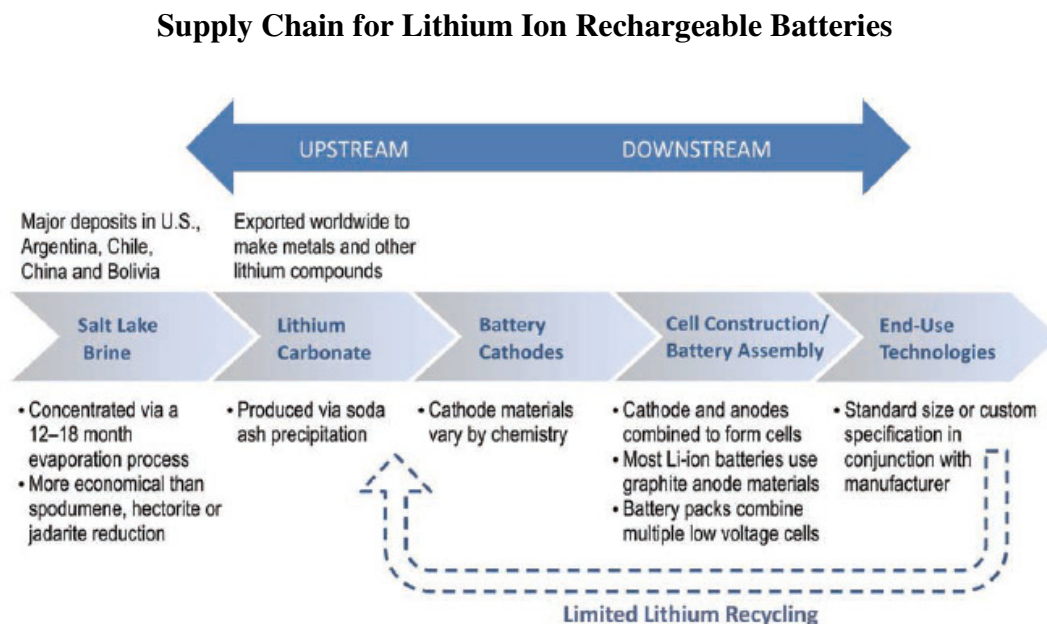 Supply Chain for Lithium Ion Rechargeable Batteries
UPSTREAM
DOWNSTREAM
Major deposits in U.S.,
Argentina, Chile,
China and Bolivia
Exported worldwide to
make metals and other
lithium compounds
Salt Lake
Brine
Lithium
Carbonate
Battery
Cathodes
Cell Construction/
Battery Assembly
End-Use
Technologies
• Concentrated via a
12–18 month
evaporation process
• More economical than
spodumene, hectorite or
jadarite reduction
• Produced via soda
ash precipitation
• Cathode materials
vary by chemistry
• Cathode and anodes
combined to form cells
• Most Li-ion batteries use
graphite anode materials
• Battery packs combine
multiple low voltage cells
• Standard size or custom
specification in
conjunction with
manufacturer
Limited Lithium Recycling